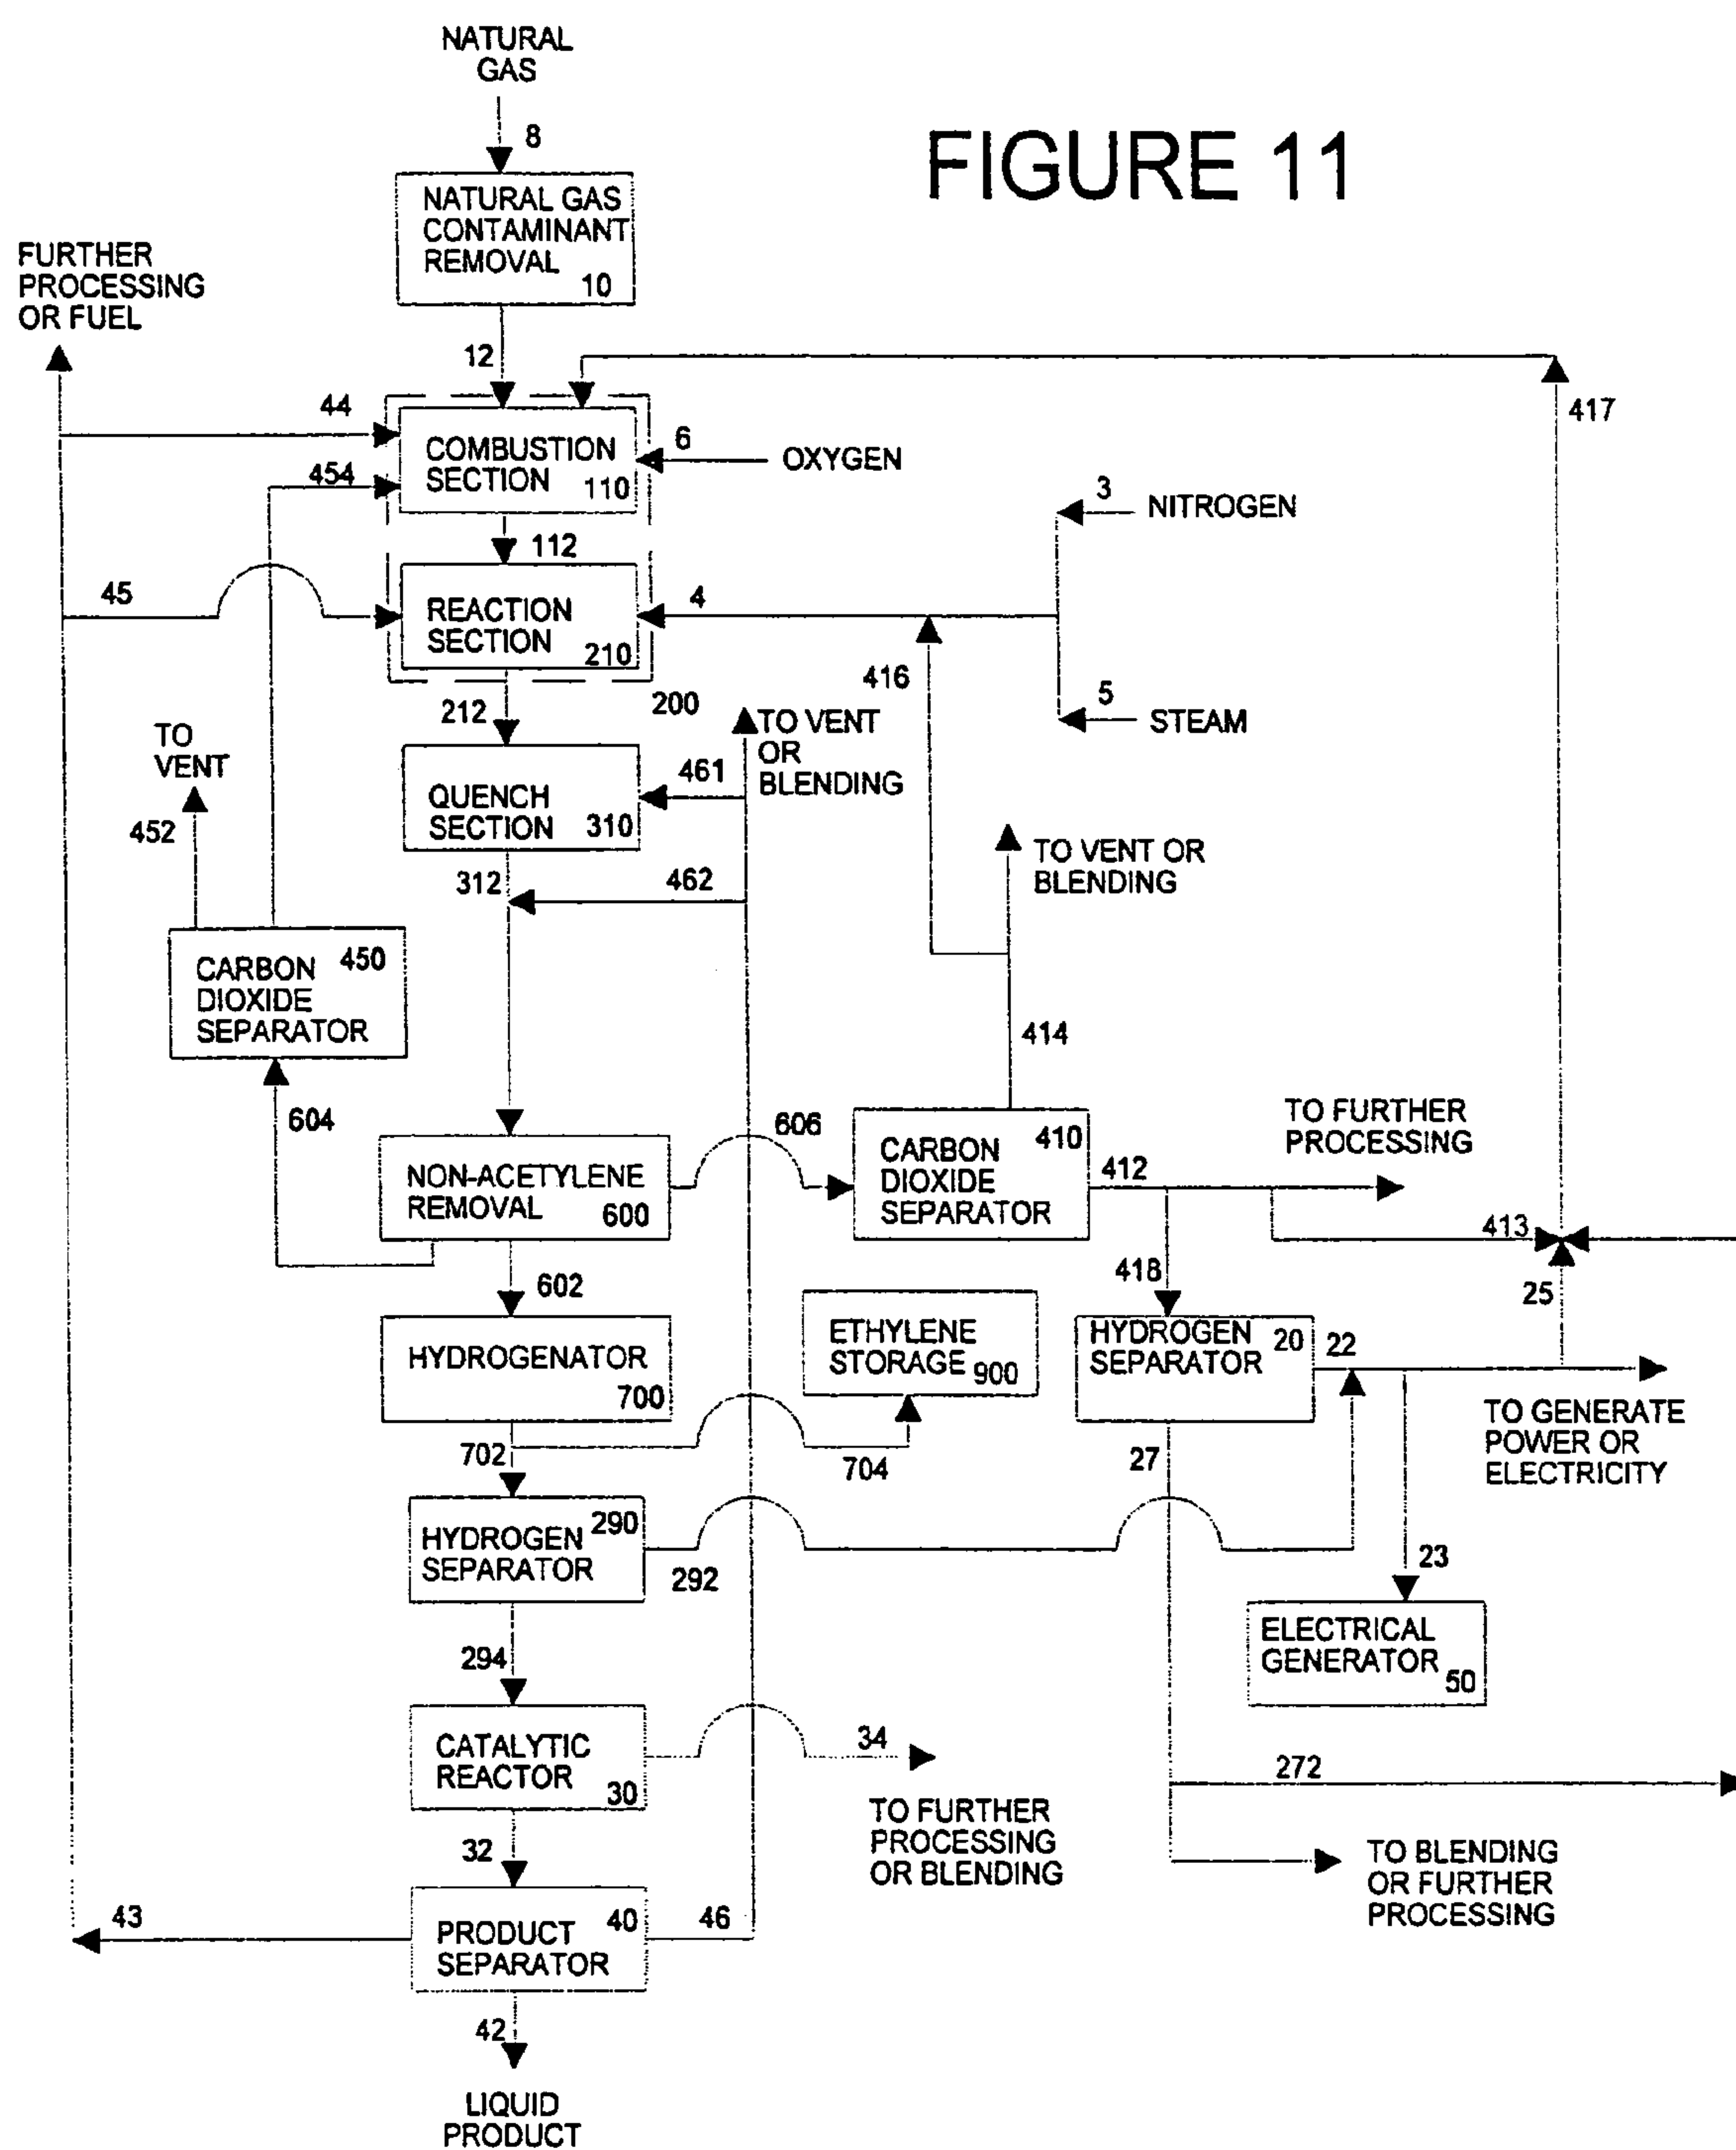 NATURAL
GAS
8
FIGURE 11
NATURAL GAS
CONTAMINANT
REMOVAL
10
FURTHER
PROCESSING
OR FUEL
12
417
44
COMBUSTION
SECTION
110
6
OXYGEN
454
3
NITROGEN
112
45
REACTION
SECTION
210
4
416
200
5
STEAM
212
TO
VENT
TO VENT
OR
BLENDING
461
QUENCH
SECTION
310
452
TO VENT OR
BLENDING
312
462
CARBON
DIOXIDE
SEPARATOR
450
414
604
606
CARBON
DIOXIDE
SEPARATOR
410
TO FURTHER
PROCESSING
412
NON-ACETYLENE
REMOVAL
600
413
418
25
602
HYDROGENATOR
700
ETHYLENE
STORAGE
900
HYDROGEN
SEPARATOR
20
22
TO GENERATE
POWER OR
ELECTRICITY
702
704
27
HYDROGEN
SEPARATOR
290
292
23
ELECTRICAL
GENERATOR
50
294
CATALYTIC
REACTOR
30
34
TO FURTHER
PROCESSING
OR BLENDING
272
32
TO BLENDING
OR FURTHER
PROCESSING
43
PRODUCT
SEPARATOR
40
46
42
LIQUID
PRODUCT